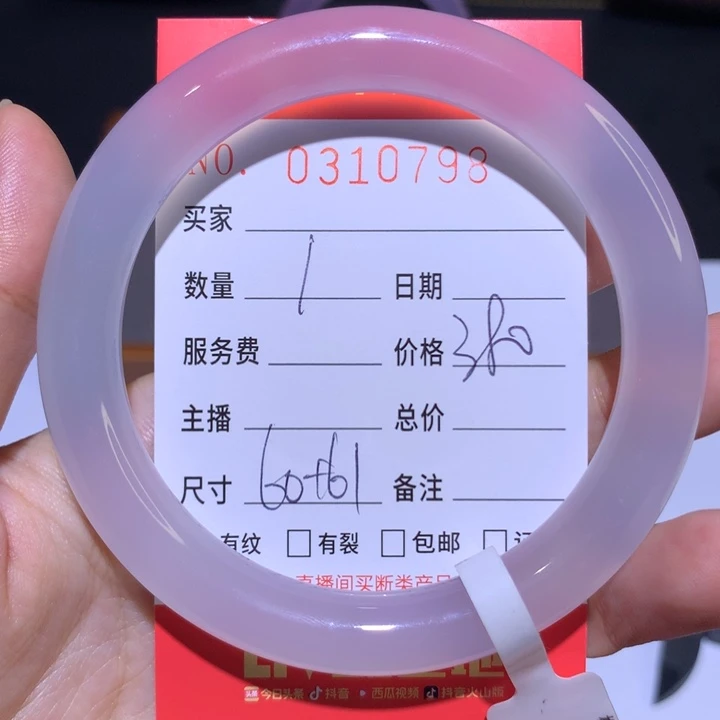 NO. 0310798
买家
数量 1 日期
服务费 价格 380
主播 总价
尺寸 60+61 备注
有纹 □ 有裂 □ 包邮 □
直播间买断类产品
今日头条 抖音 西瓜视频 抖音火山版